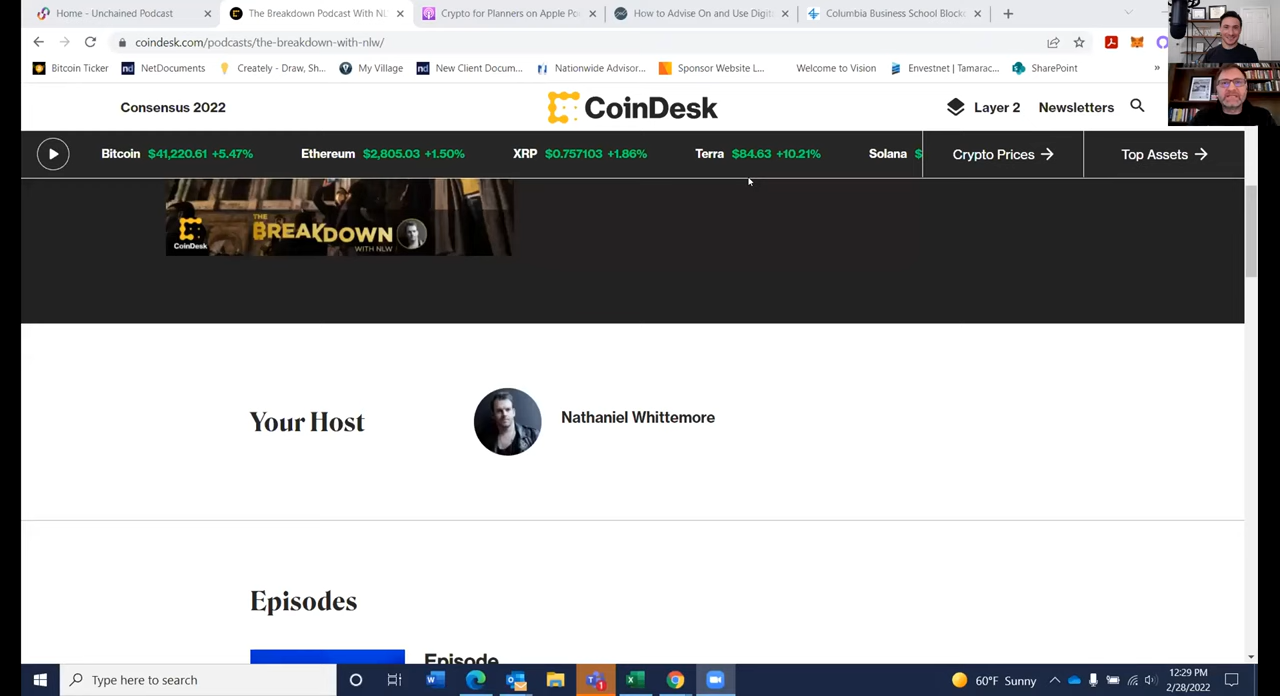 Home - Unchained Podcast
The Breakdown Podcast With NL
Crypto for Planners on Apple Po
How to Advise On and Use Digit
Columbia Business School Block
coindesk.com/podcasts/the-breakdown-with-nlw/
Bitcoin Ticker
NetDocuments
Creately - Draw, Sh...
My Village
New Client Docum...
Nationwide Advisor...
Sponsor Website L...
Welcome to Vision
Envestnet | Tamarac...
SharePoint
»
Consensus 2022
CoinDesk
Layer 2
Newsletters
Bitcoin $41,220.61 +5.47%
Ethereum $2,805.03 +1.50%
XRP $0.757103 +1.86%
Terra $84.63 +10.21%
Solana $
Crypto Prices
Top Assets
CoinDesk
THE
BREAKDOWN
WITH NLW
Your Host
Nathaniel Whittemore
Episodes
Episode
Type here to search
60°F Sunny
12:29 PM
2/28/2022